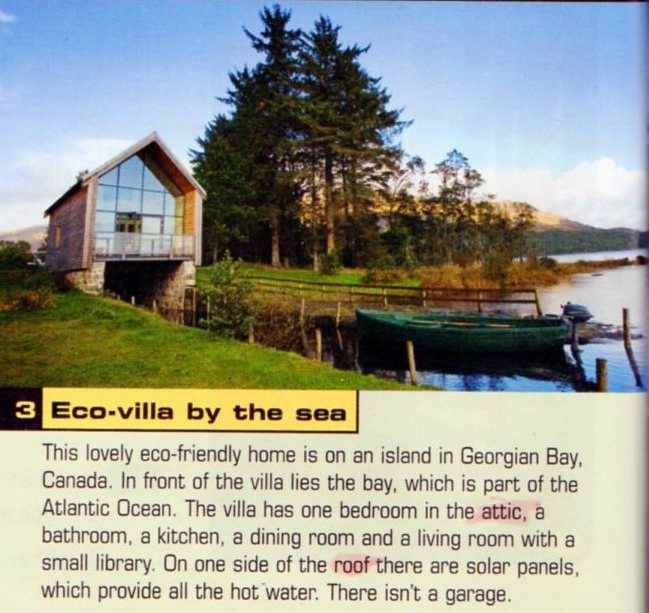 3 Eco-villa by the sea
This lovely eco-friendly home is on an island in Georgian Bay,
Canada. In front of the villa lies the bay, which is part of the
Atlantic Ocean. The villa has one bedroom in the attic, a
bathroom, a kitchen, a dining room and a living room with a
small library. On one side of the roof there are solar panels,
which provide all the hot water. There isn't a garage.